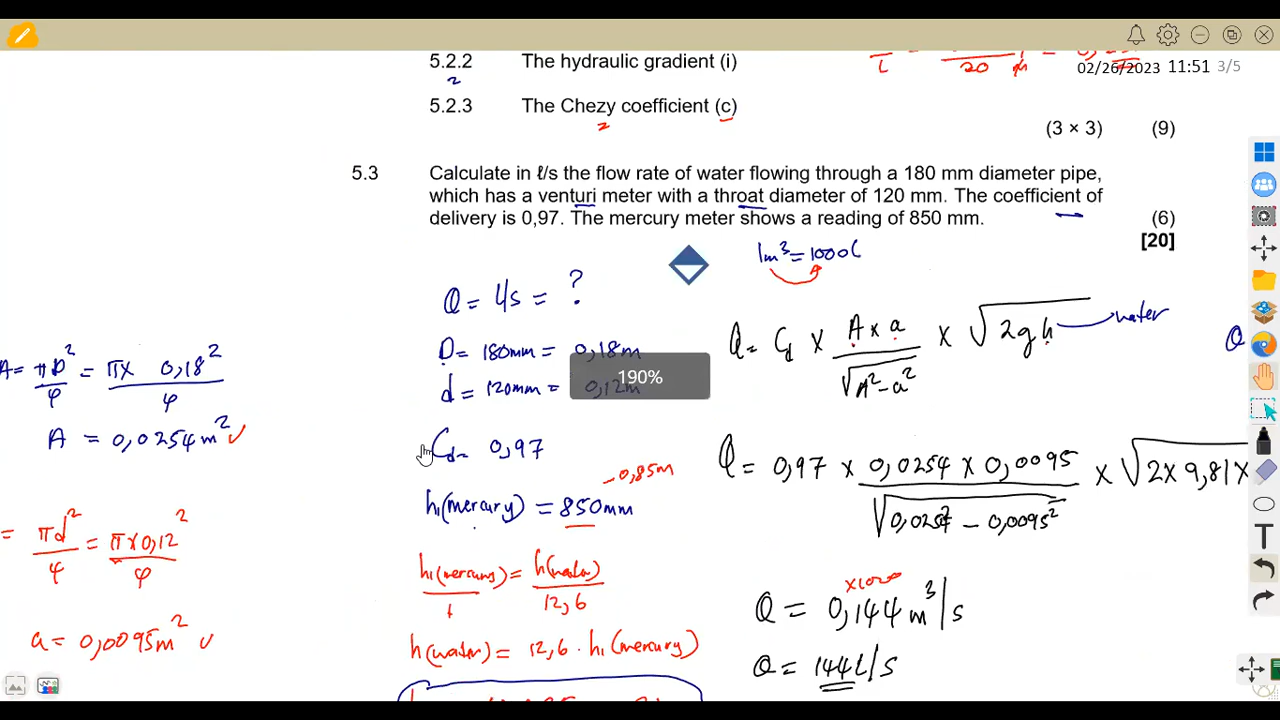 02/26/2023 11:51 3/5
5.2.2 The hydraulic gradient (i)
5.2.3 The Chezy coefficient (c)
(3 × 3) (9)
5.3 Calculate in ℓ/s the flow rate of water flowing through a 180 mm diameter pipe,
which has a venturi meter with a throat diameter of 120 mm. The coefficient of
delivery is 0,97. The mercury meter shows a reading of 850 mm. (6)
[20]
1m³ = 1000l
Q = l/s = ?
D = 180mm = 0,18m
d = 120mm = 0,12m
190%
Cd = 0,97
0,85m
h1(mercury) = 850mm
h1(mercury)/1 = h(water)/12,6
h(water) = 12,6 · h1(mercury)
A = πD²/4 = π × 0,18²/4
A = 0,0254m²
= πd²/4 = π×0,12²/4
a = 0,0095m²
Q = Cd × A × a/√A² - a² × √2gh water
Q
Q = 0,97 × 0,0254 × 0,0095/√0,0254² - 0,0095² × √2×9,81×
×1000
Q = 0,144 m³/s
Q = 144l/s